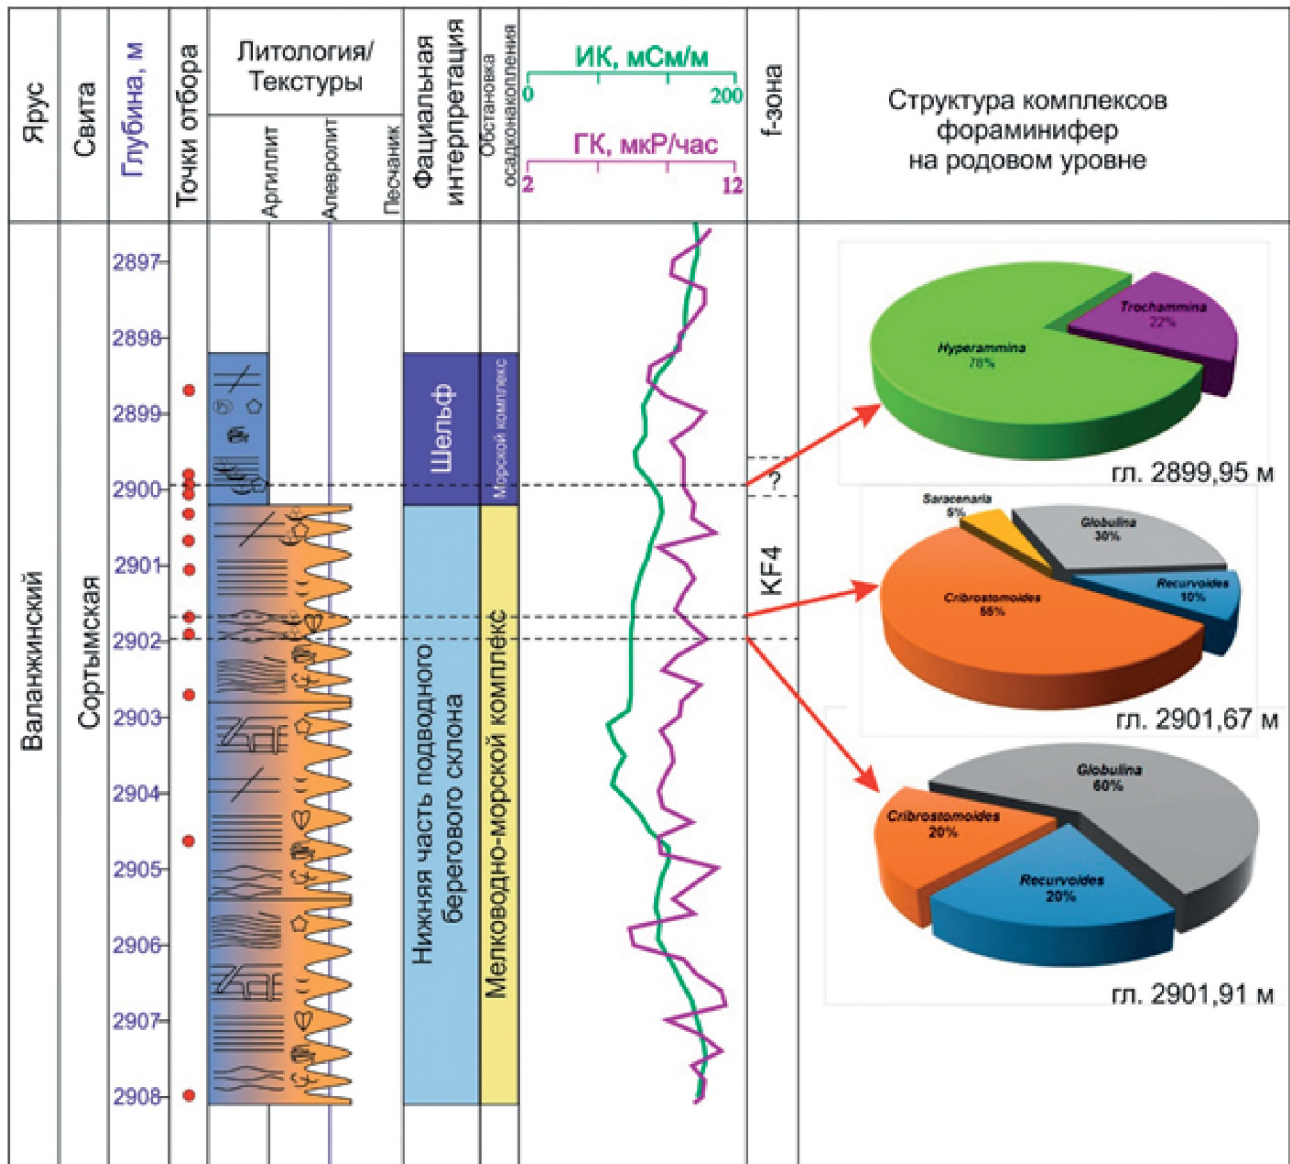 Ярус
Свита
Глубина, м
Точки отбора
Литология/
Текстуры
Аргиллит
Алевролит
Песчаник
Фациальная
интерпретация
Обстановка
осадконакопления
ИК, мСм/м
0 200
ГК, мкР/час
2 12
f-зона
Структура комплексов
фораминифер
на родовом уровне
Валанжинский
Сортымская
2897
2898
2899
2900
2901
2902
2903
2904
2905
2906
2907
2908
Шельф
Морской комплекс
Нижняя часть подводного
берегового склона
Мелководно-морской комплекс
?
KF4
Trochammina
22%
Hyperammina
78%
гл. 2899,95 м
Saracenaria
5%
Globulina
30%
Recurvoides
10%
Cribrostomoides
55%
гл. 2901,67 м
Globulina
60%
Cribrostomoides
20%
Recurvoides
20%
гл. 2901,91 м